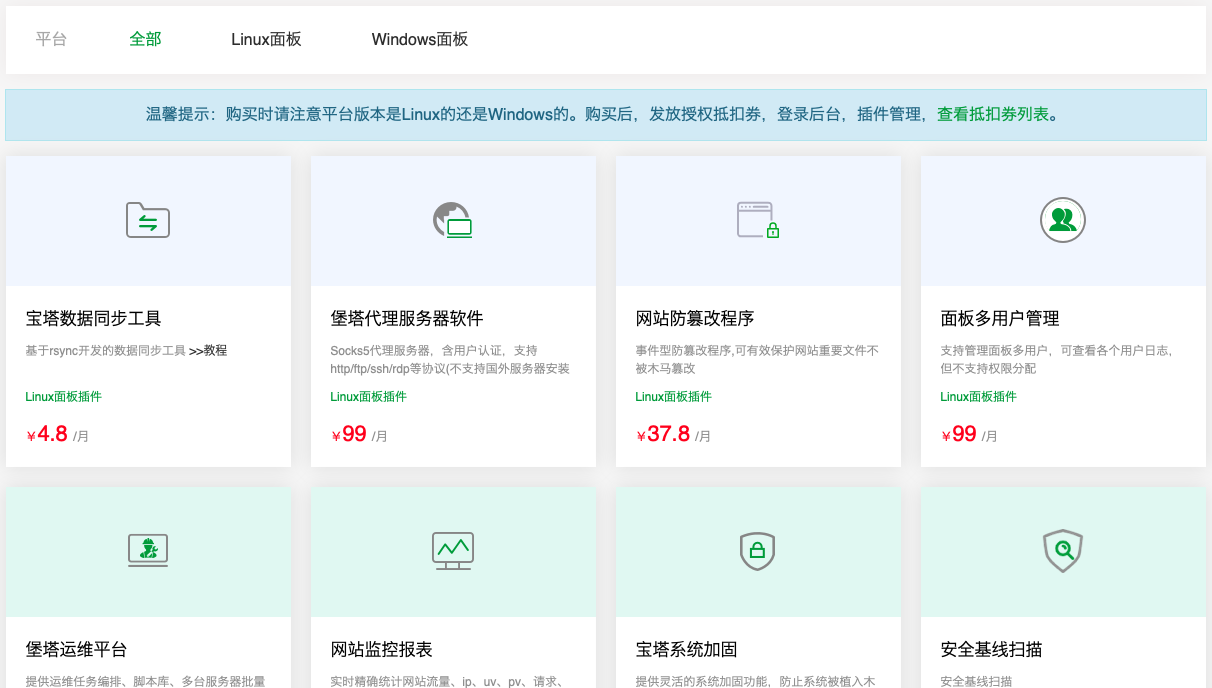 平台 全部 Linux面板 Windows面板
温馨提示：购买时请注意平台版本是Linux的还是Windows的。购买后，发放授权抵扣券，登录后台，插件管理，查看抵扣券列表。
宝塔数据同步工具
基于rsync开发的数据同步工具 >>教程
Linux面板插件
¥4.8 /月
堡塔代理服务器软件
Socks5代理服务器，含用户认证，支持
http/ftp/ssh/rdp等协议(不支持国外服务器安装
Linux面板插件
¥99 /月
网站防篡改程序
事件型防篡改程序,可有效保护网站重要文件不
被木马篡改
Linux面板插件
¥37.8 /月
面板多用户管理
支持管理面板多用户，可查看各个用户日志，
但不支持权限分配
Linux面板插件
¥99 /月
堡塔运维平台
提供运维任务编排、脚本库、多台服务器批量
网站监控报表
实时精确统计网站流量、ip、uv、pv、请求、
宝塔系统加固
提供灵活的系统加固功能，防止系统被植入木
安全基线扫描
安全基线扫描